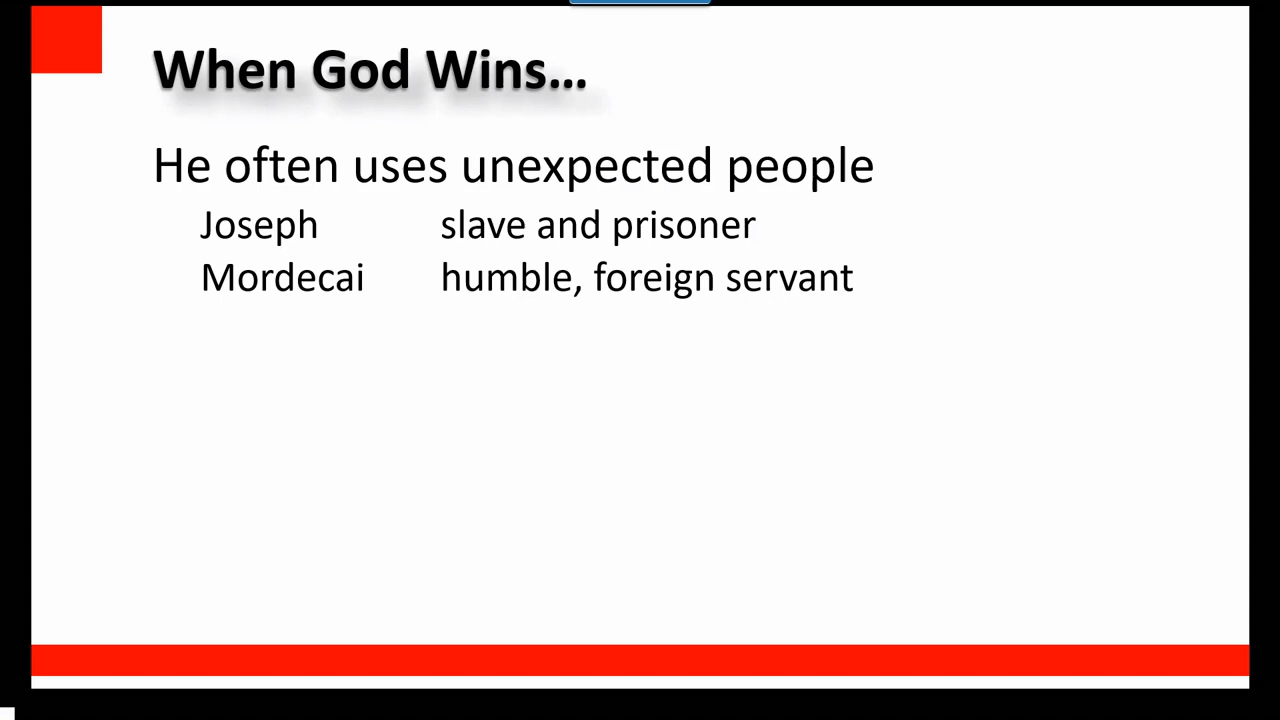 When God Wins...
He often uses unexpected people
Joseph slave and prisoner
Mordecai humble, foreign servant